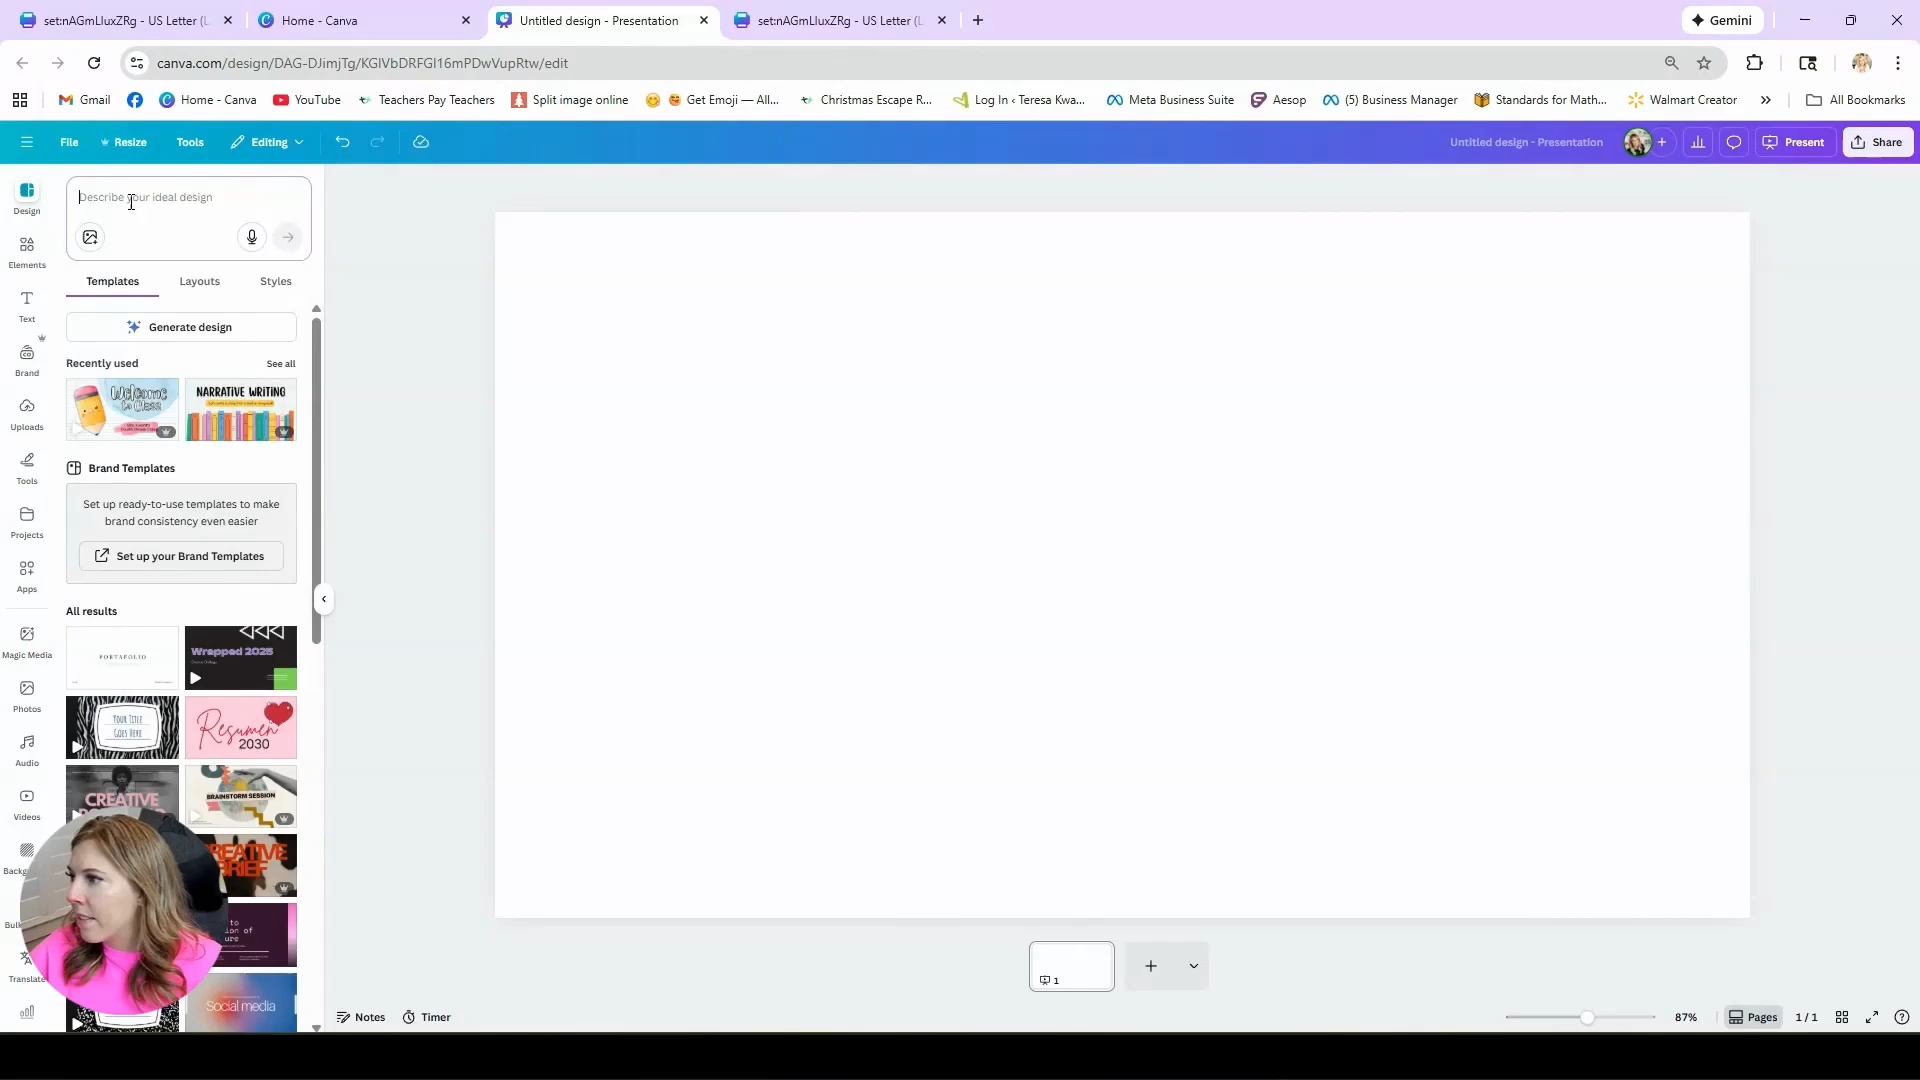 set:nAGmLIuxZRg - US Letter (L
Home - Canva
Untitled design - Presentation
set:nAGmLIuxZRg - US Letter (L
Gemini
canva.com/design/DAG-DJimjTg/KGIVbDRFGI16mPDwVupRtw/edit
Gmail
Home - Canva
YouTube
Teachers Pay Teachers
Split image online
Get Emoji — All...
Christmas Escape R...
Log In ‹ Teresa Kwa...
Meta Business Suite
Aesop
(5) Business Manager
Standards for Math...
Walmart Creator
All Bookmarks
File
Resize
Tools
Editing
Untitled design - Presentation
Present
Share
Design
Elements
Text
Brand
Uploads
Tools
Projects
Apps
Magic Media
Photos
Audio
Videos
Translate
Describe your ideal design
Templates
Layouts
Styles
Generate design
Recently used
See all
Welcome
to Class
NARRATIVE WRITING
Brand Templates
Set up ready-to-use templates to make
brand consistency even easier
Set up your Brand Templates
All results
PORTAFOLIO
Wrapped 2025
YOUR TITLE
GOES HERE
Resumen
2030
CREATIVE
BRAINSTORM SESSION
Social media
1
Notes
Timer
87%
Pages
1 / 1